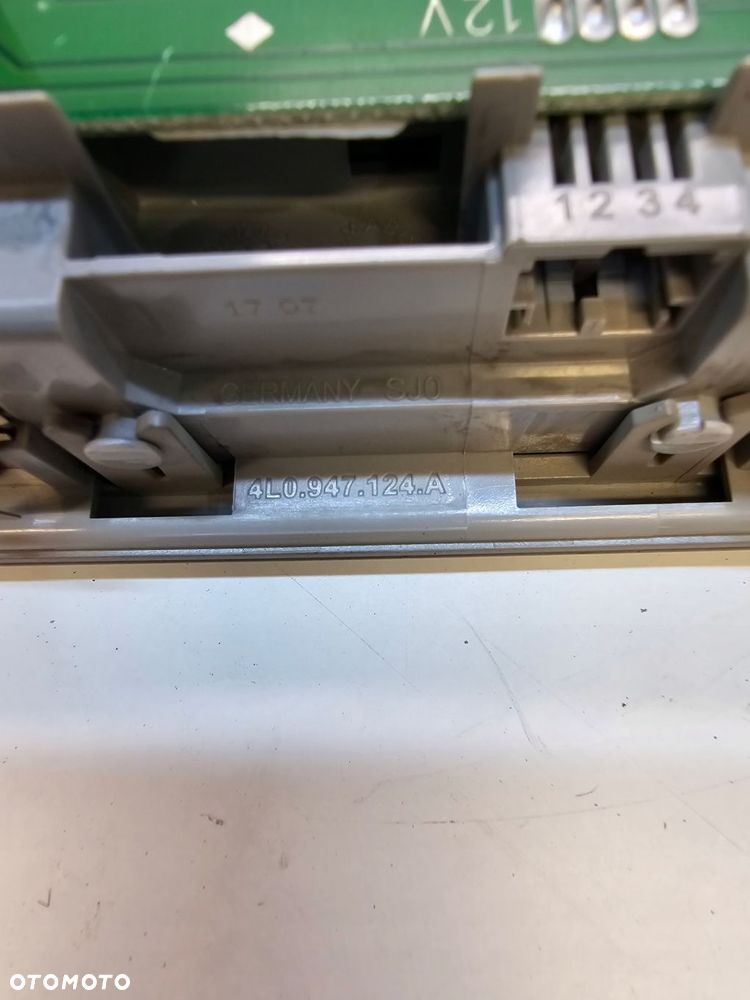 12V
1 2 3 4
17 07
GERMANY SJ0
4L0.947.124.A
OTOMOTO